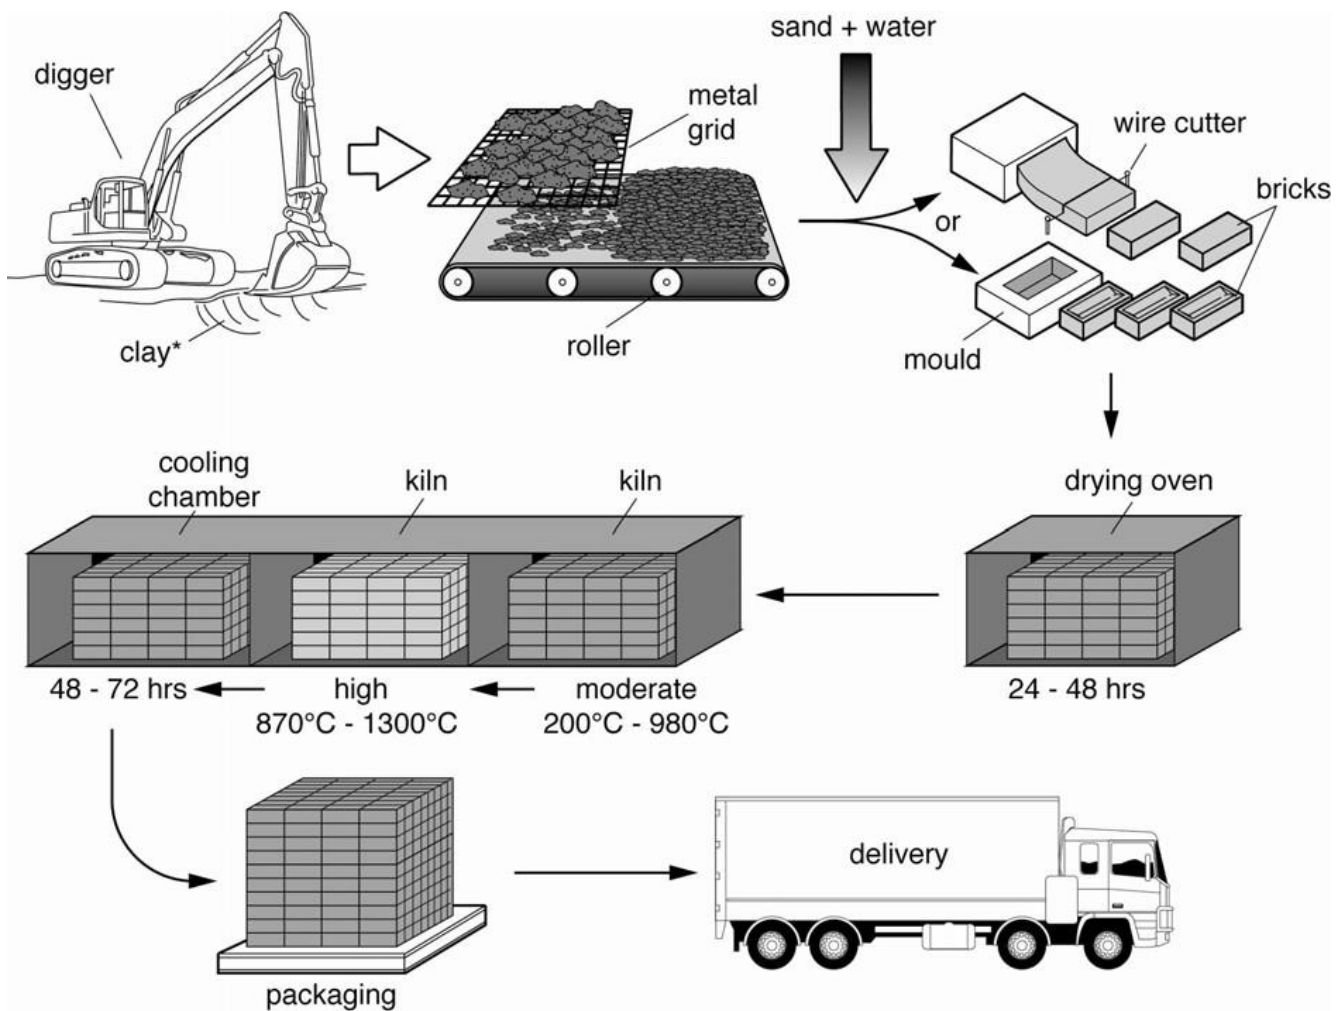 sand + water
digger
metal
grid
wire cutter
bricks
or
clay*
roller
mould
cooling
chamber
kiln
kiln
drying oven
48 - 72 hrs
high
870°C - 1300°C
moderate
200°C - 980°C
24 - 48 hrs
delivery
packaging